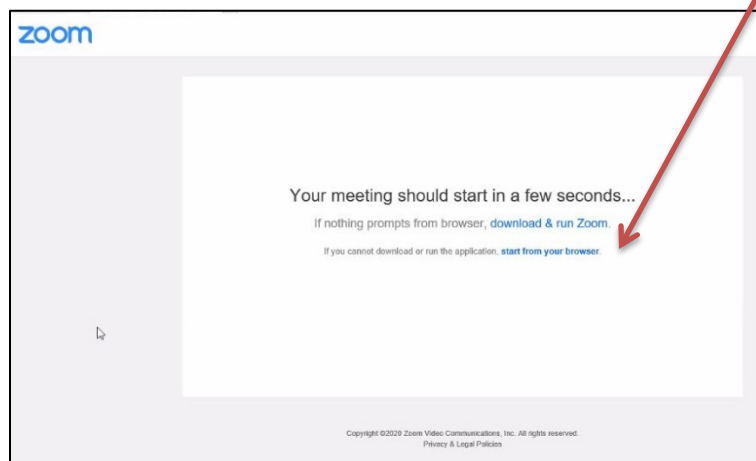 zoom
Your meeting should start in a few seconds...
If nothing prompts from browser, download & run Zoom.
If you cannot download or run the application, start from your browser.
Copyright ©2020 Zoom Video Communications, Inc. All rights reserved.
Privacy & Legal Policies